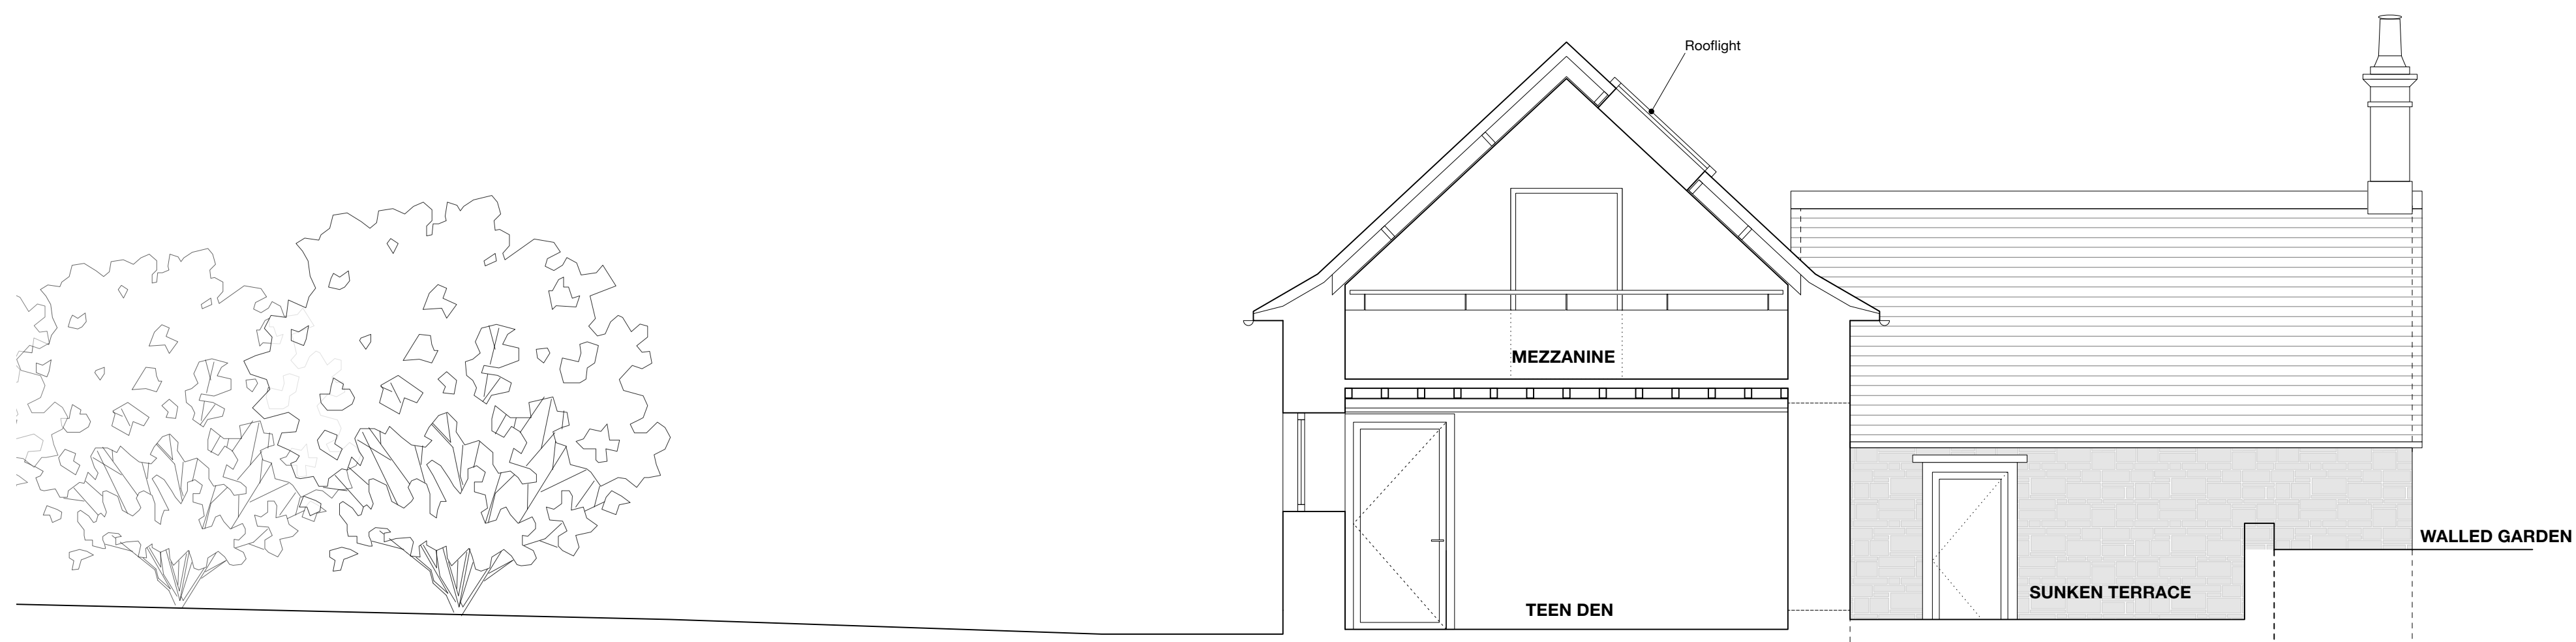 Rooflight
MEZZANINE
WALLED GARDEN
SUNKEN TERRACE
TEEN DEN